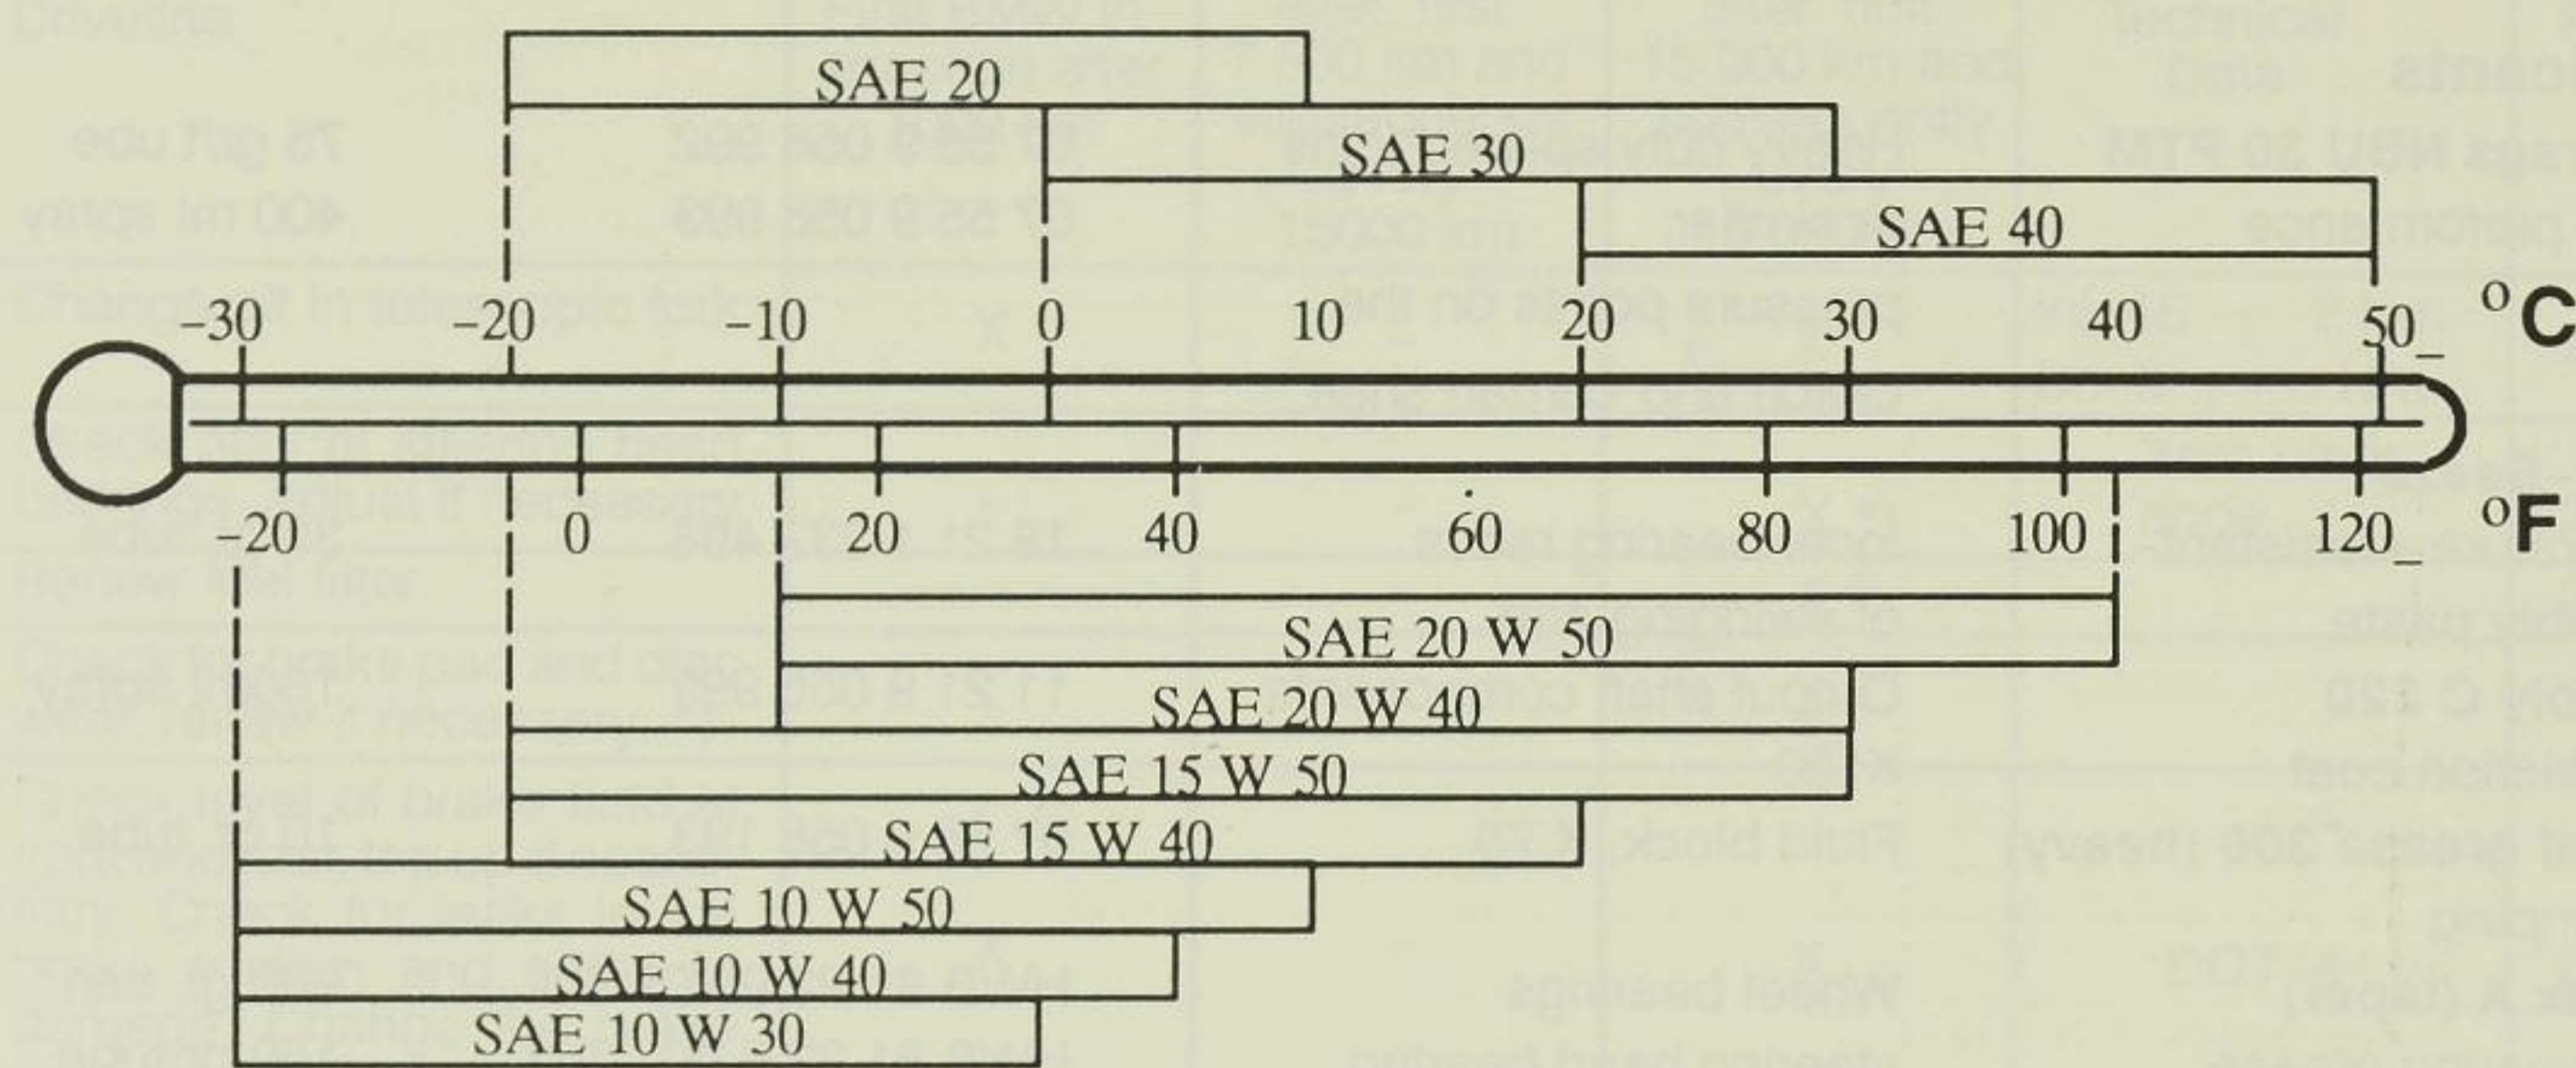 SAE 20
SAE 30
SAE 40
–30 –20 –10 0 10 20 30 40 50 °C
–20 0 20 40 60 80 100 120 °F
SAE 20 W 50
SAE 20 W 40
SAE 15 W 50
SAE 15 W 40
SAE 10 W 50
SAE 10 W 40
SAE 10 W 30